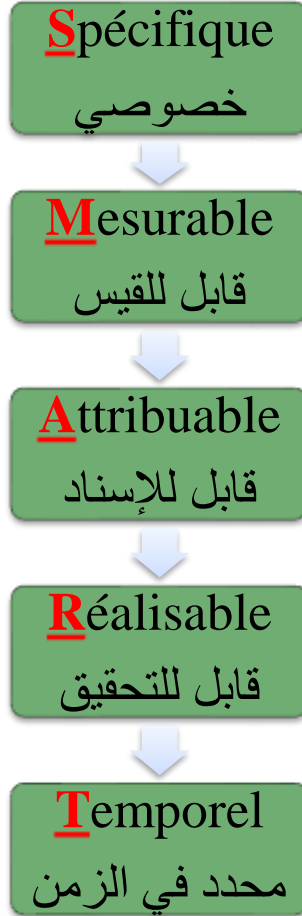 Spécifique
خصوصي
Mesurable
قابل للقيس
Attribuable
قابل للإسناد
Réalisable
قابل للتحقيق
Temporel
محدد في الزمن